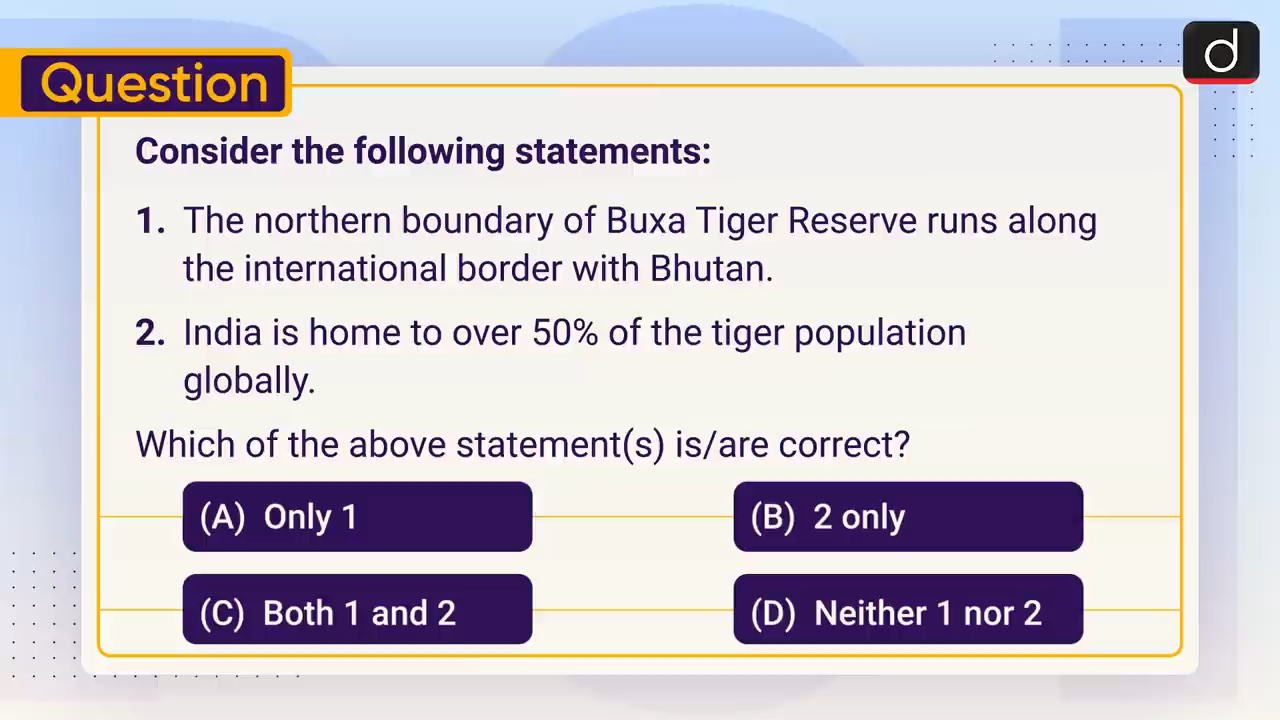 d
Question
Consider the following statements:
1. The northern boundary of Buxa Tiger Reserve runs along
the international border with Bhutan.
2. India is home to over 50% of the tiger population
globally.
Which of the above statement(s) is/are correct?
(A) Only 1
(B) 2 only
(C) Both 1 and 2
(D) Neither 1 nor 2